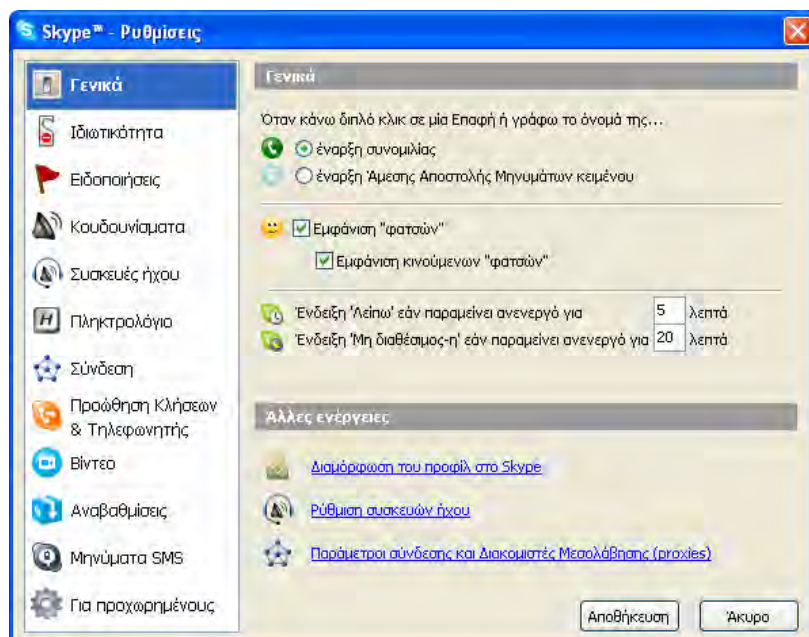 Skype™ - Ρυθμίσεις
Γενικά
Ιδιωτικότητα
Ειδοποιήσεις
Κουδουνίσματα
Συσκευές ήχου
Πληκτρολόγιο
Σύνδεση
Προώθηση Κλήσεων
& Τηλεφωνητής
Βίντεο
Αναβαθμίσεις
Μηνύματα SMS
Για προχωρημένους
Γενικά
Όταν κάνω διπλό κλικ σε μία Επαφή ή γράφω το όνομά της...
έναρξη συνομιλίας
έναρξη Άμεσης Αποστολής Μηνυμάτων κειμένου
Εμφάνιση "φατσών"
Εμφάνιση κινούμενων "φατσών"
Ένδειξη 'Λείπω' εάν παραμείνει ανενεργό για 5 λεπτά
Ένδειξη 'Μη διαθέσιμος-η' εάν παραμείνει ανενεργό για 20 λεπτά
Άλλες ενέργειες
Διαμόρφωση του προφίλ στο Skype
Ρύθμιση συσκευών ήχου
Παράμετροι σύνδεσης και Διακομιστές Μεσολάβησης (proxies)
Αποθήκευση Άκυρο